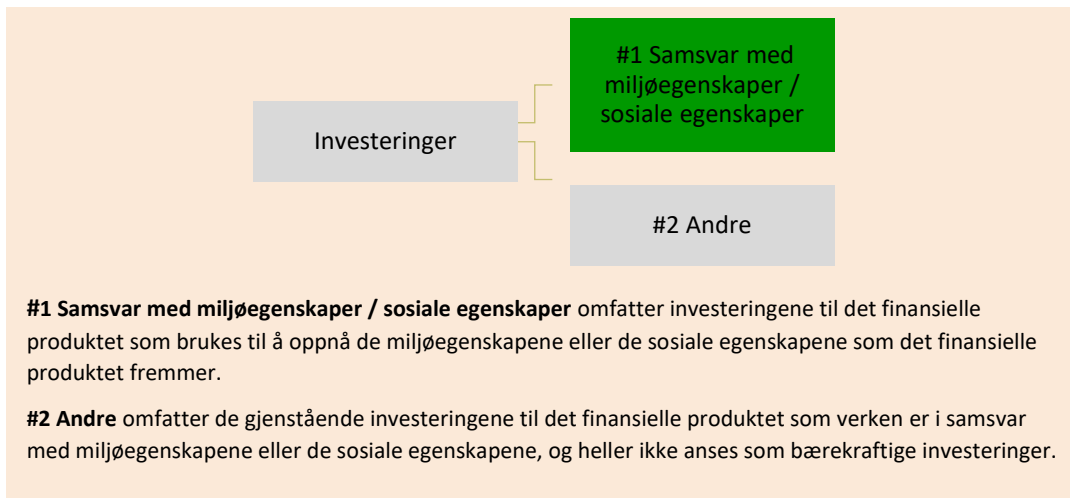 #1 Samsvar med
miljøegenskaper /
sosiale egenskaper
Investeringer
#2 Andre
#1 Samsvar med miljøegenskaper / sosiale egenskaper omfatter investeringene til det finansielle
produktet som brukes til å oppnå de miljøegenskapene eller de sosiale egenskapene som det finansielle
produktet fremmer.
#2 Andre omfatter de gjenstående investeringene til det finansielle produktet som verken er i samsvar
med miljøegenskapene eller de sosiale egenskapene, og heller ikke anses som bærekraftige investeringer.